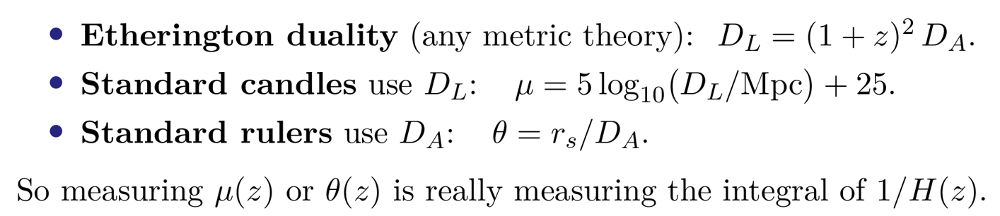 • Etherington duality (any metric theory): D_L = (1 + z)² D_A.
• Standard candles use D_L: μ = 5 log₁₀(D_L/Mpc) + 25.
• Standard rulers use D_A: θ = r_s/D_A.
So measuring μ(z) or θ(z) is really measuring the integral of 1/H(z).